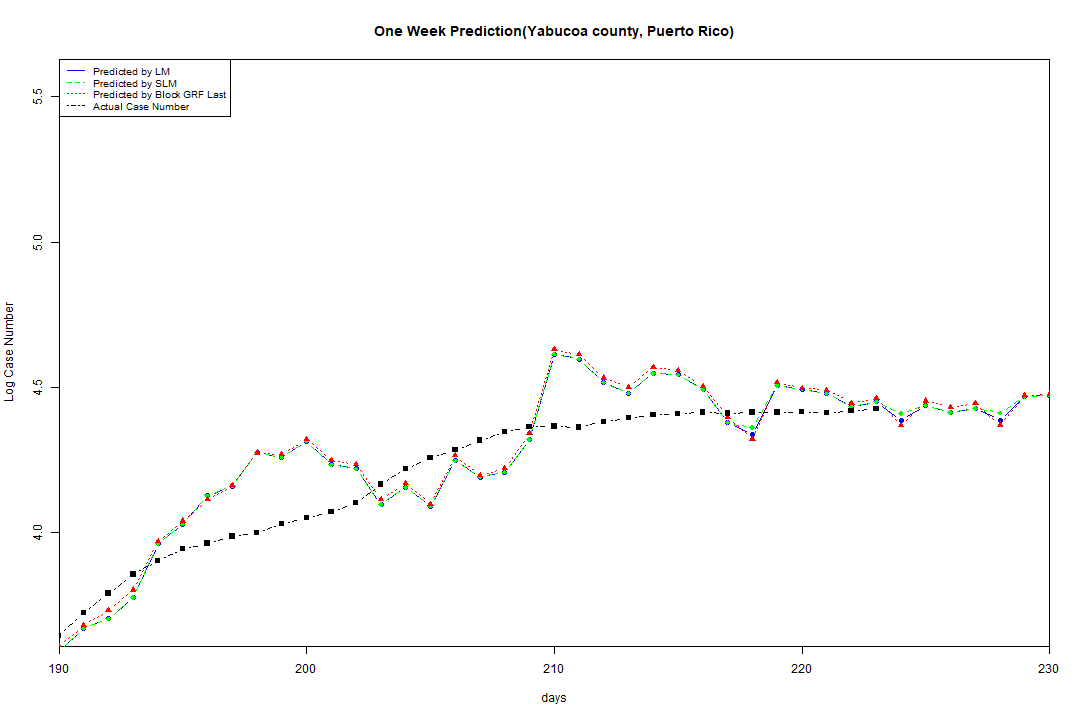 One Week Prediction(Yabucoa county, Puerto Rico)
Predicted by LM
Predicted by SLM
Predicted by Block GRF Last
Actual Case Number
5.5
5.0
4.5
4.0
Log Case Number
190 200 210 220 230
days